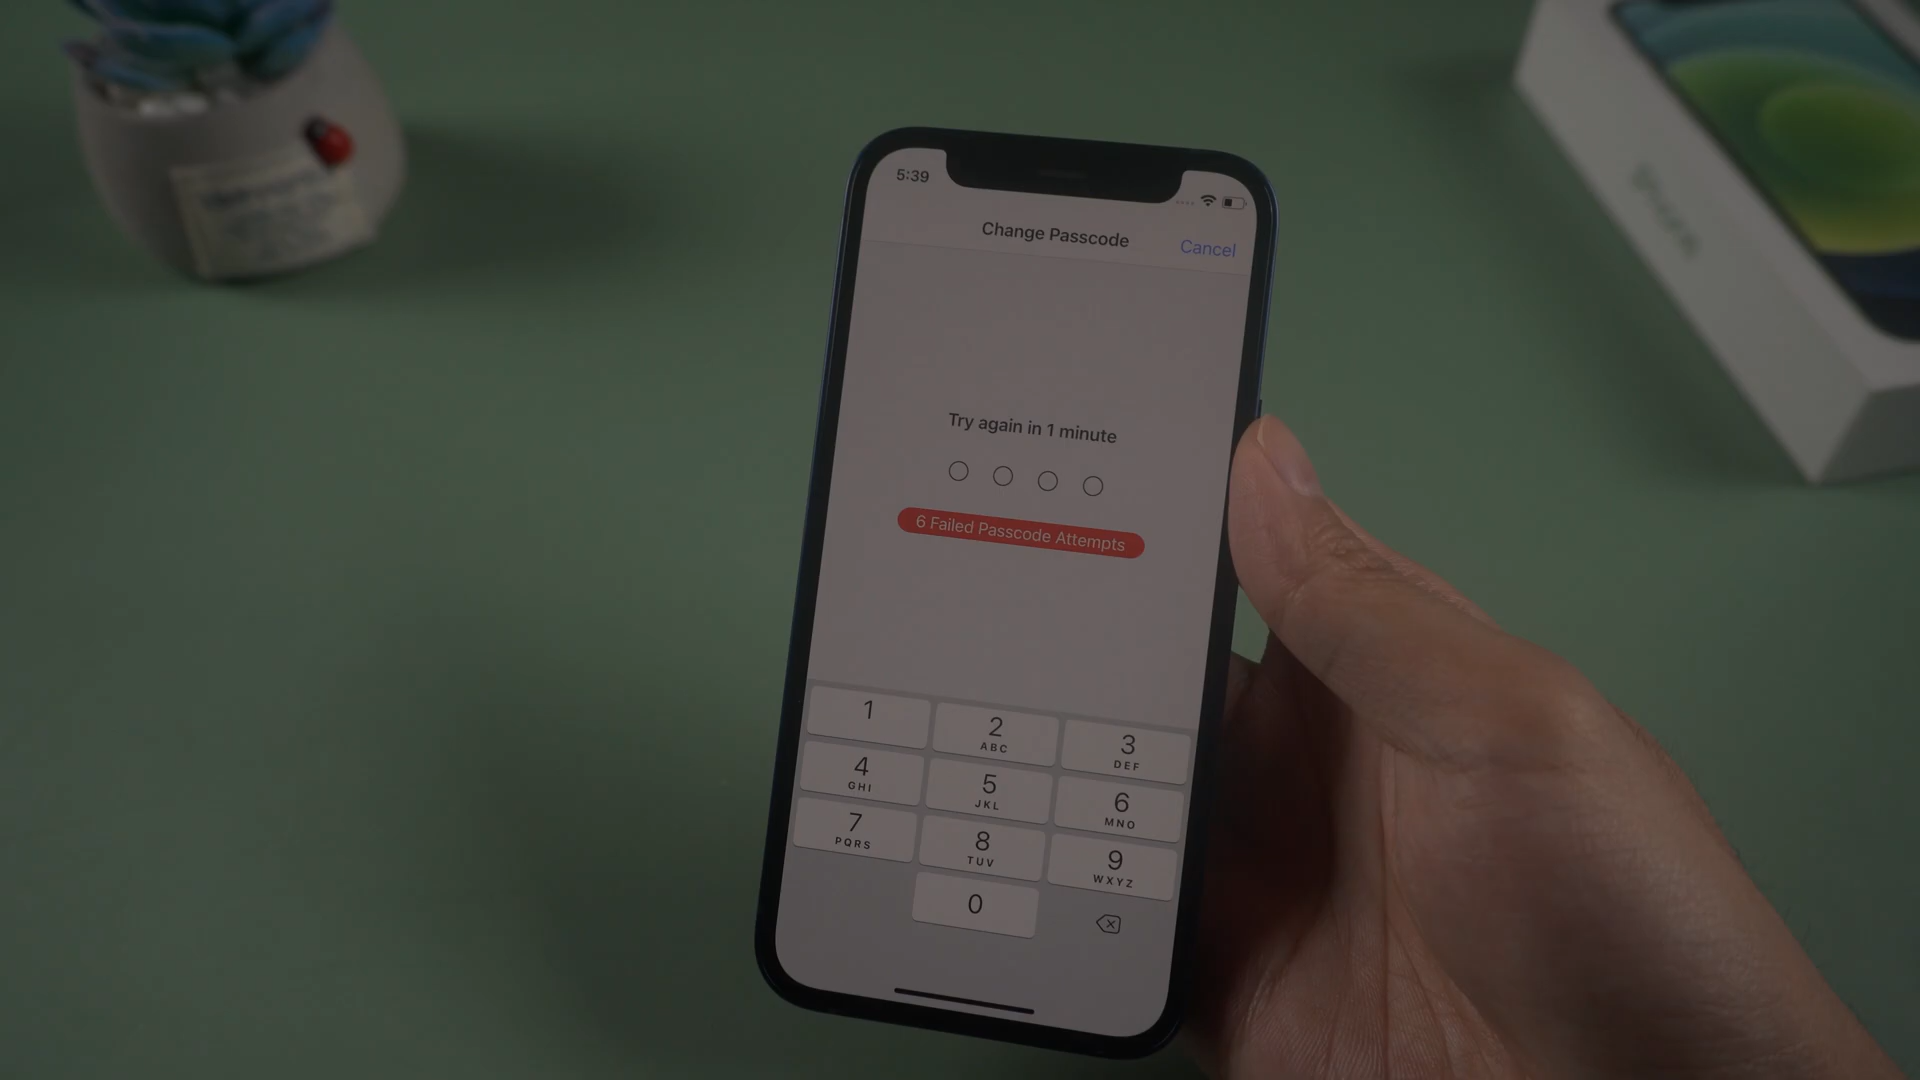 5:39
Change Passcode
Cancel
Try again in 1 minute
6 Failed Passcode Attempts
1
2
ABC
3
DEF
4
GHI
5
JKL
6
MNO
7
PQRS
8
TUV
9
WXYZ
0